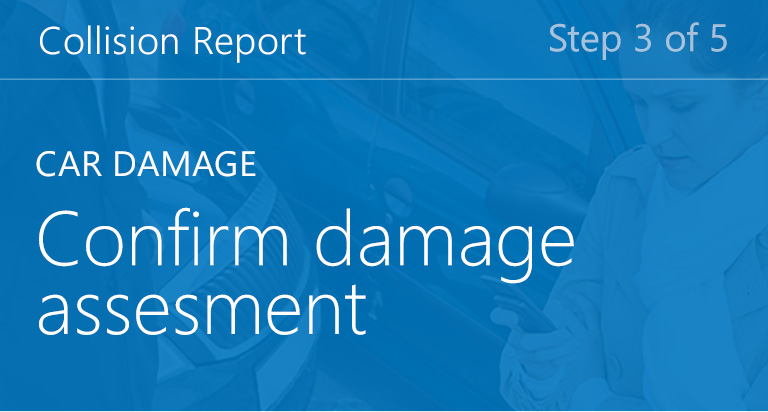 Collision Report
Step 3 of 5
CAR DAMAGE
Confirm damage
assesment